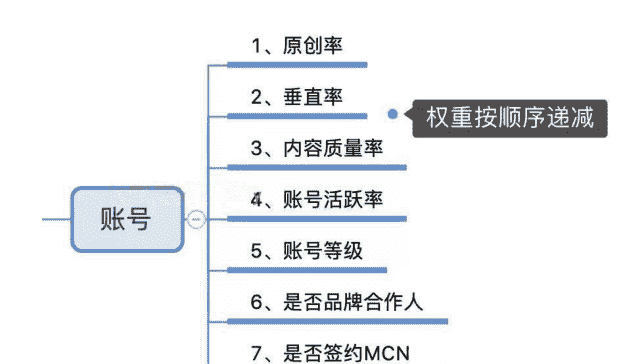 1、原创率
2、垂直率
权重按顺序递减
3、内容质量率
账号
4、账号活跃率
5、账号等级
6、是否品牌合作人
7、是否签约MCN